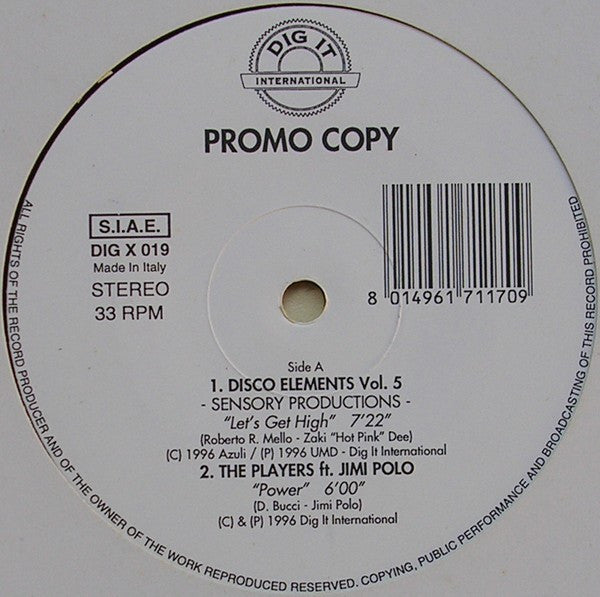 DIG IT
INTERNATIONAL
PROMO COPY
S.I.A.E.
DIG X 019
Made in Italy
STEREO
33 RPM
8 014961 711709
Side A
1. DISCO ELEMENTS Vol. 5
- SENSORY PRODUCTIONS -
"Let's Get High" 7'22"
(Roberto R. Mello - Zaki "Hot Pink" Dee)
(C) 1996 Azuli / (P) 1996 UMD - Dig It International
2. THE PLAYERS ft. JIMI POLO
"Power" 6'00"
(D. Bucci - Jimi Polo)
(C) & (P) 1996 Dig It International
ALL RIGHTS OF THE RECORD PRODUCER AND OF THE OWNER OF THE WORK REPRODUCED RESERVED. COPYING, PUBLIC PERFORMANCE AND BROADCASTING OF THIS RECORD PROHIBITED